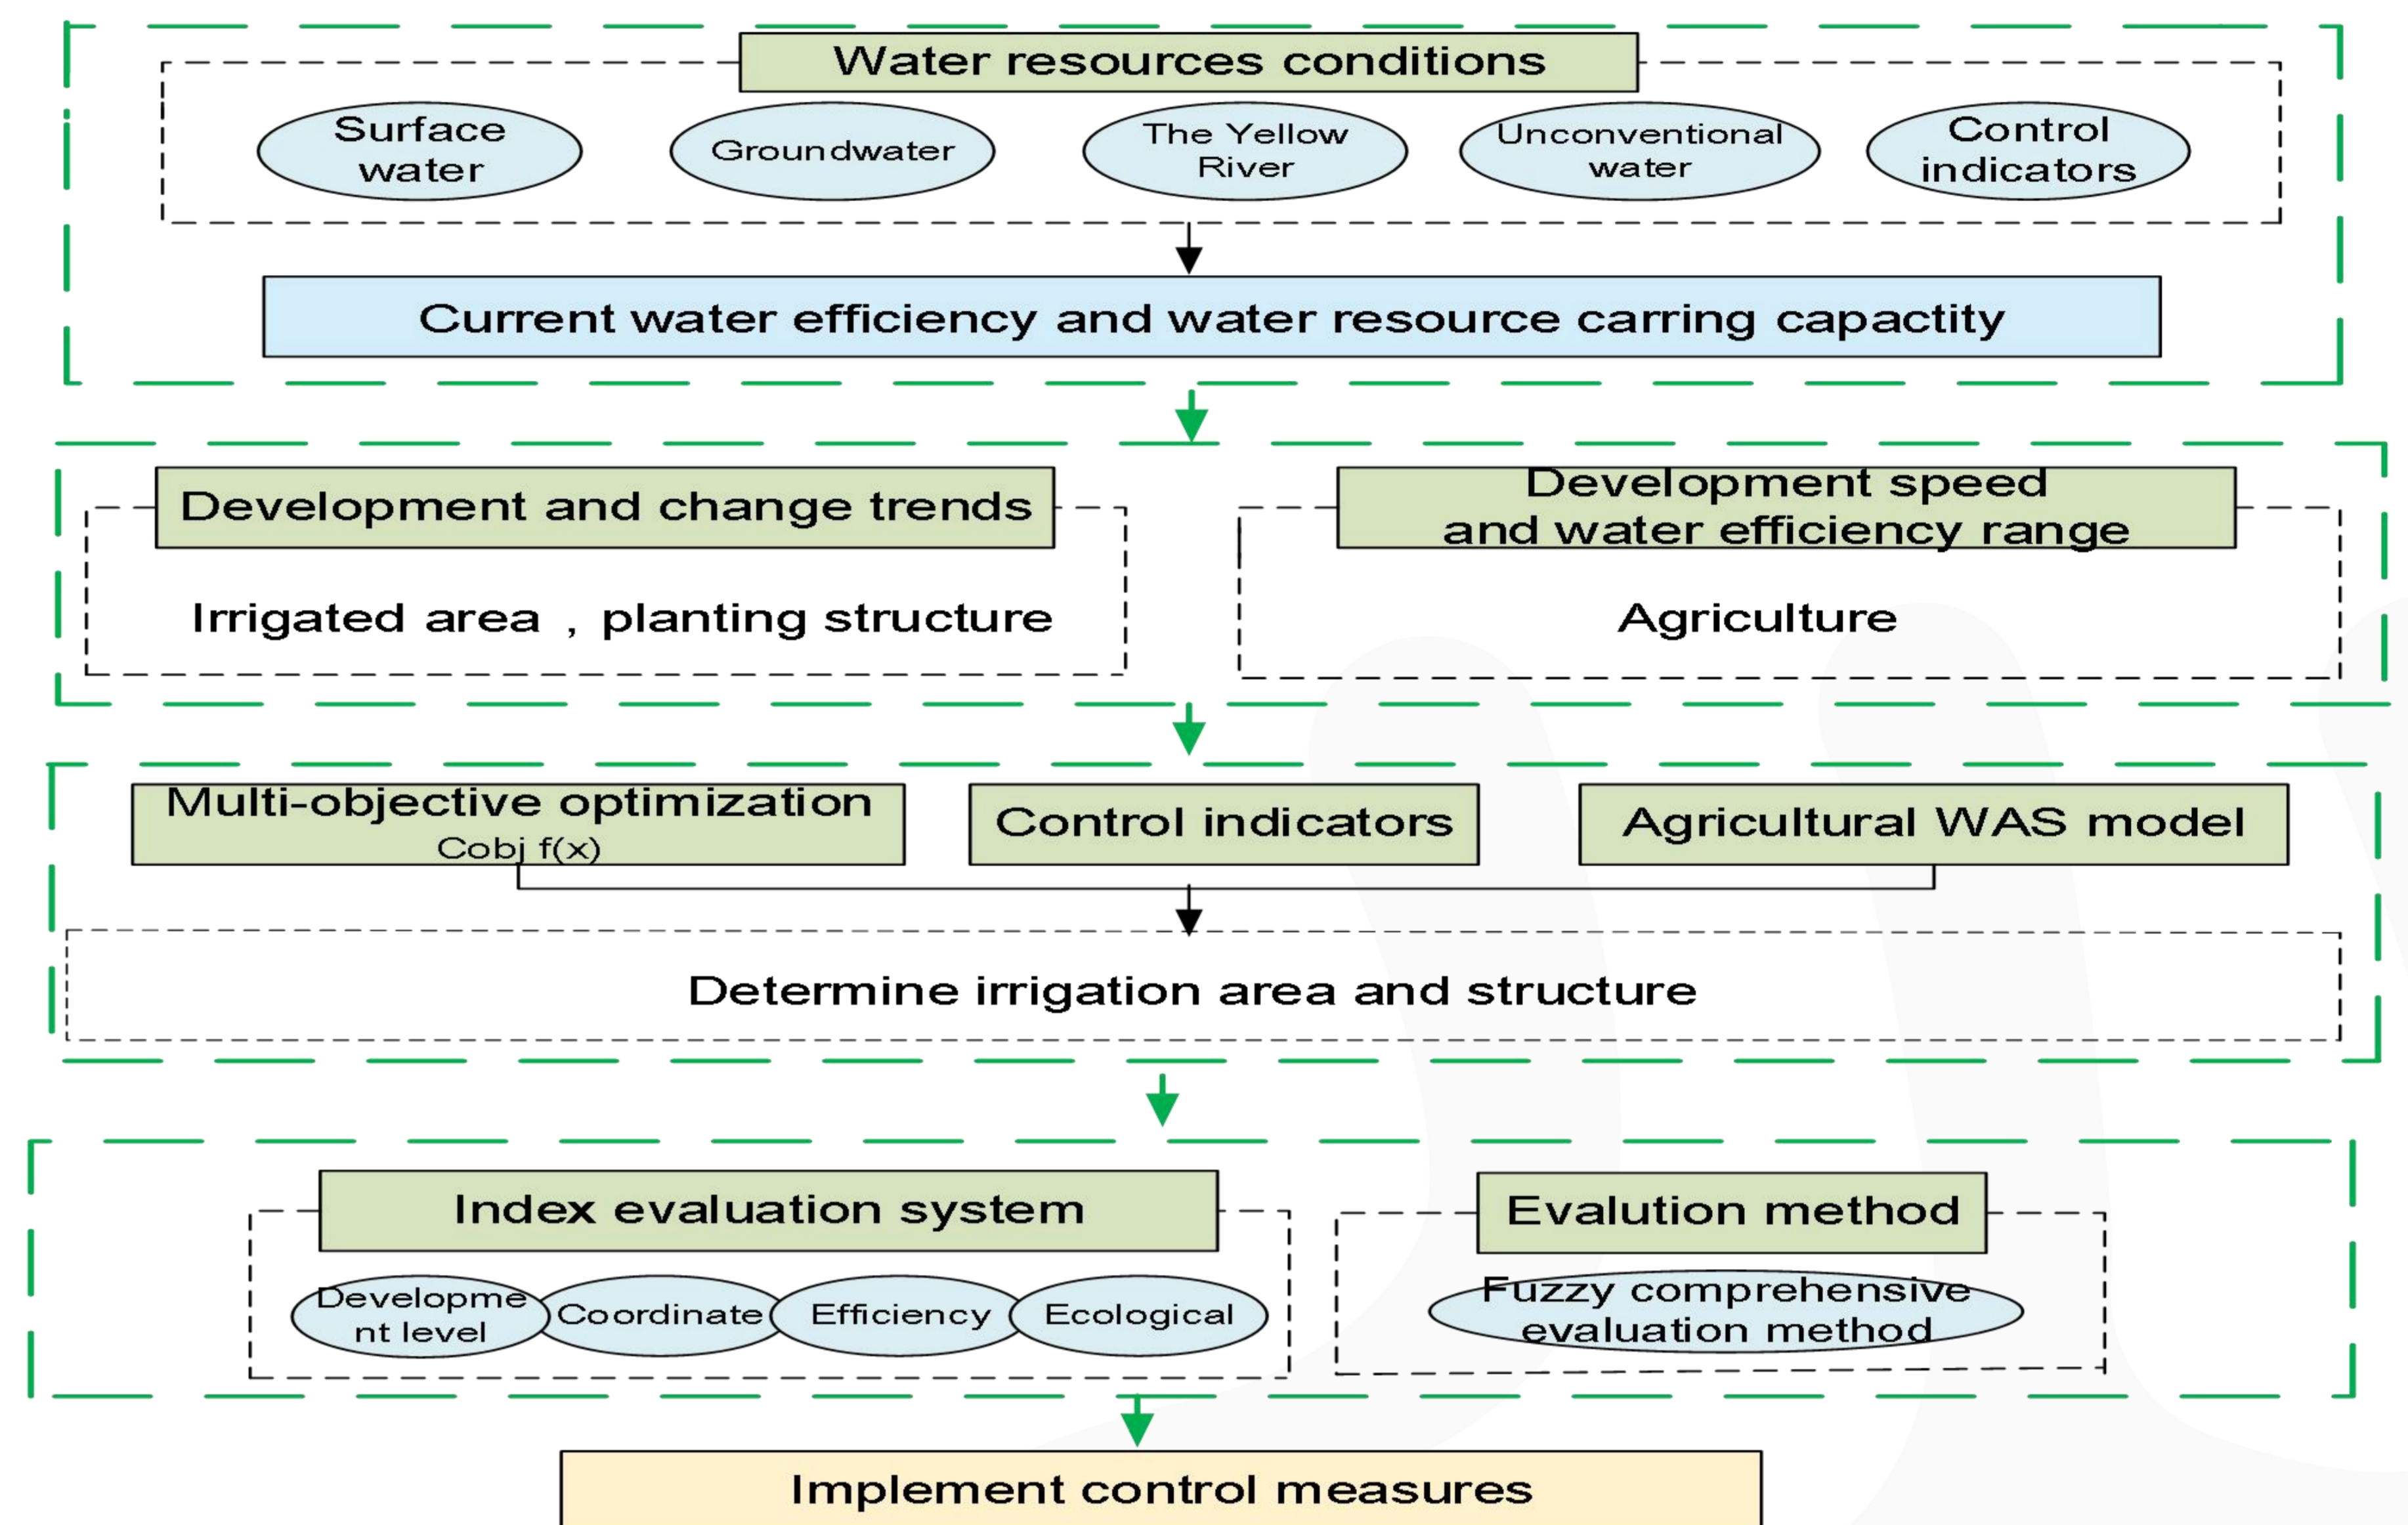 Water resources conditions
Surface
water
Groundwater
The Yellow
River
Unconventional
water
Control
indicators
Current water efficiency and water resource carring capactity
Development and change trends
Irrigated area , planting structure
Development speed
and water efficiency range
Agriculture
Multi-objective optimization
Cobj f(x)
Control indicators
Agricultural WAS model
Determine irrigation area and structure
Index evaluation system
Developme
nt level
Coordinate
Efficiency
Ecological
Evalution method
Fuzzy comprehensive
evaluation method
Implement control measures